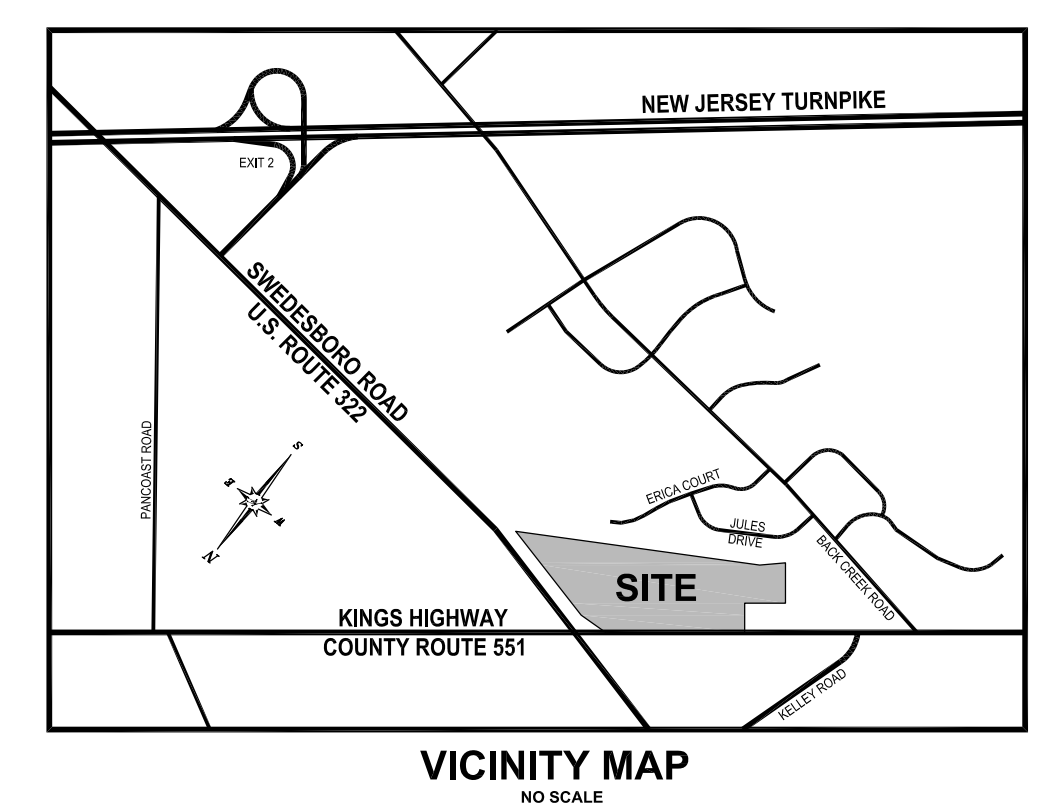 NEW JERSEY TURNPIKE
EXIT 2
SWEDESBORO ROAD
U.S. ROUTE 322
PANCOAST ROAD
S
E
W
N
ERICA COURT
JULES
DRIVE
BACK CREEK ROAD
SITE
KINGS HIGHWAY
COUNTY ROUTE 551
KELLEY ROAD
VICINITY MAP
NO SCALE